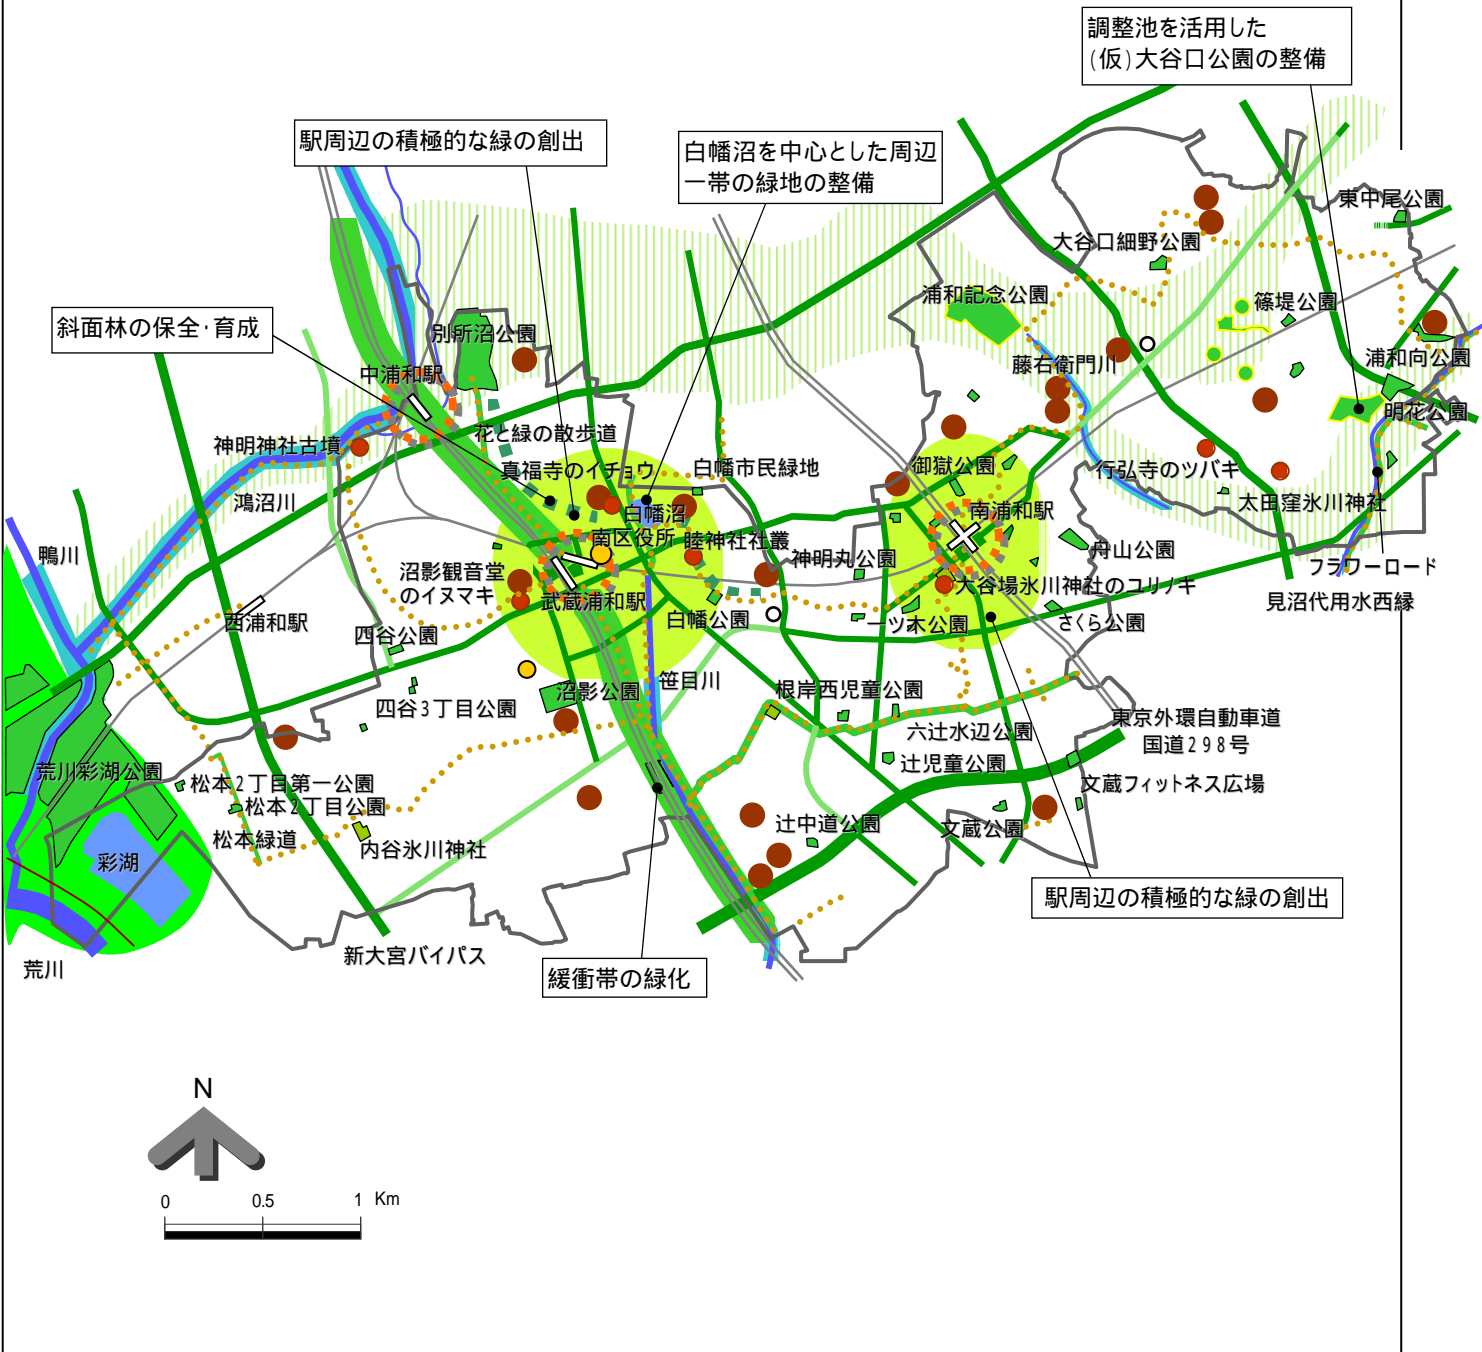 調整池を活用した
(仮)大谷口公園の整備
駅周辺の積極的な緑の創出
白幡沼を中心とした周辺
一帯の緑地の整備
東中尾公園
大谷口細野公園
浦和記念公園
篠堤公園
斜面林の保全・育成
別所沼公園
中浦和駅
藤右衛門川
浦和向公園
明花公園
花と緑の散歩道
神明神社古墳
真福寺のイチョウ
白幡市民緑地
御獄公園
行弘寺のツバキ
鴻沼川
白幡沼
南浦和駅
太田窪氷川神社
南区役所
睦神社社叢
鴨川
神明丸公園
舟山公園
フラワーロード
沼影観音堂
のイヌマキ
武蔵浦和駅
大谷場氷川神社のユリノキ
見沼代用水西縁
西浦和駅
四谷公園
白幡公園
一ツ木公園
さくら公園
笹目川
沼影公園
根岸西児童公園
四谷3丁目公園
六辻水辺公園
東京外環自動車道
国道298号
荒川彩湖公園
松本2丁目第一公園
辻児童公園
文蔵フィットネス広場
松本2丁目公園
松本緑道
辻中道公園
文蔵公園
彩湖
内谷氷川神社
駅周辺の積極的な緑の創出
新大宮バイパス
荒川
緩衝帯の緑化
N
0 0.5 1 Km